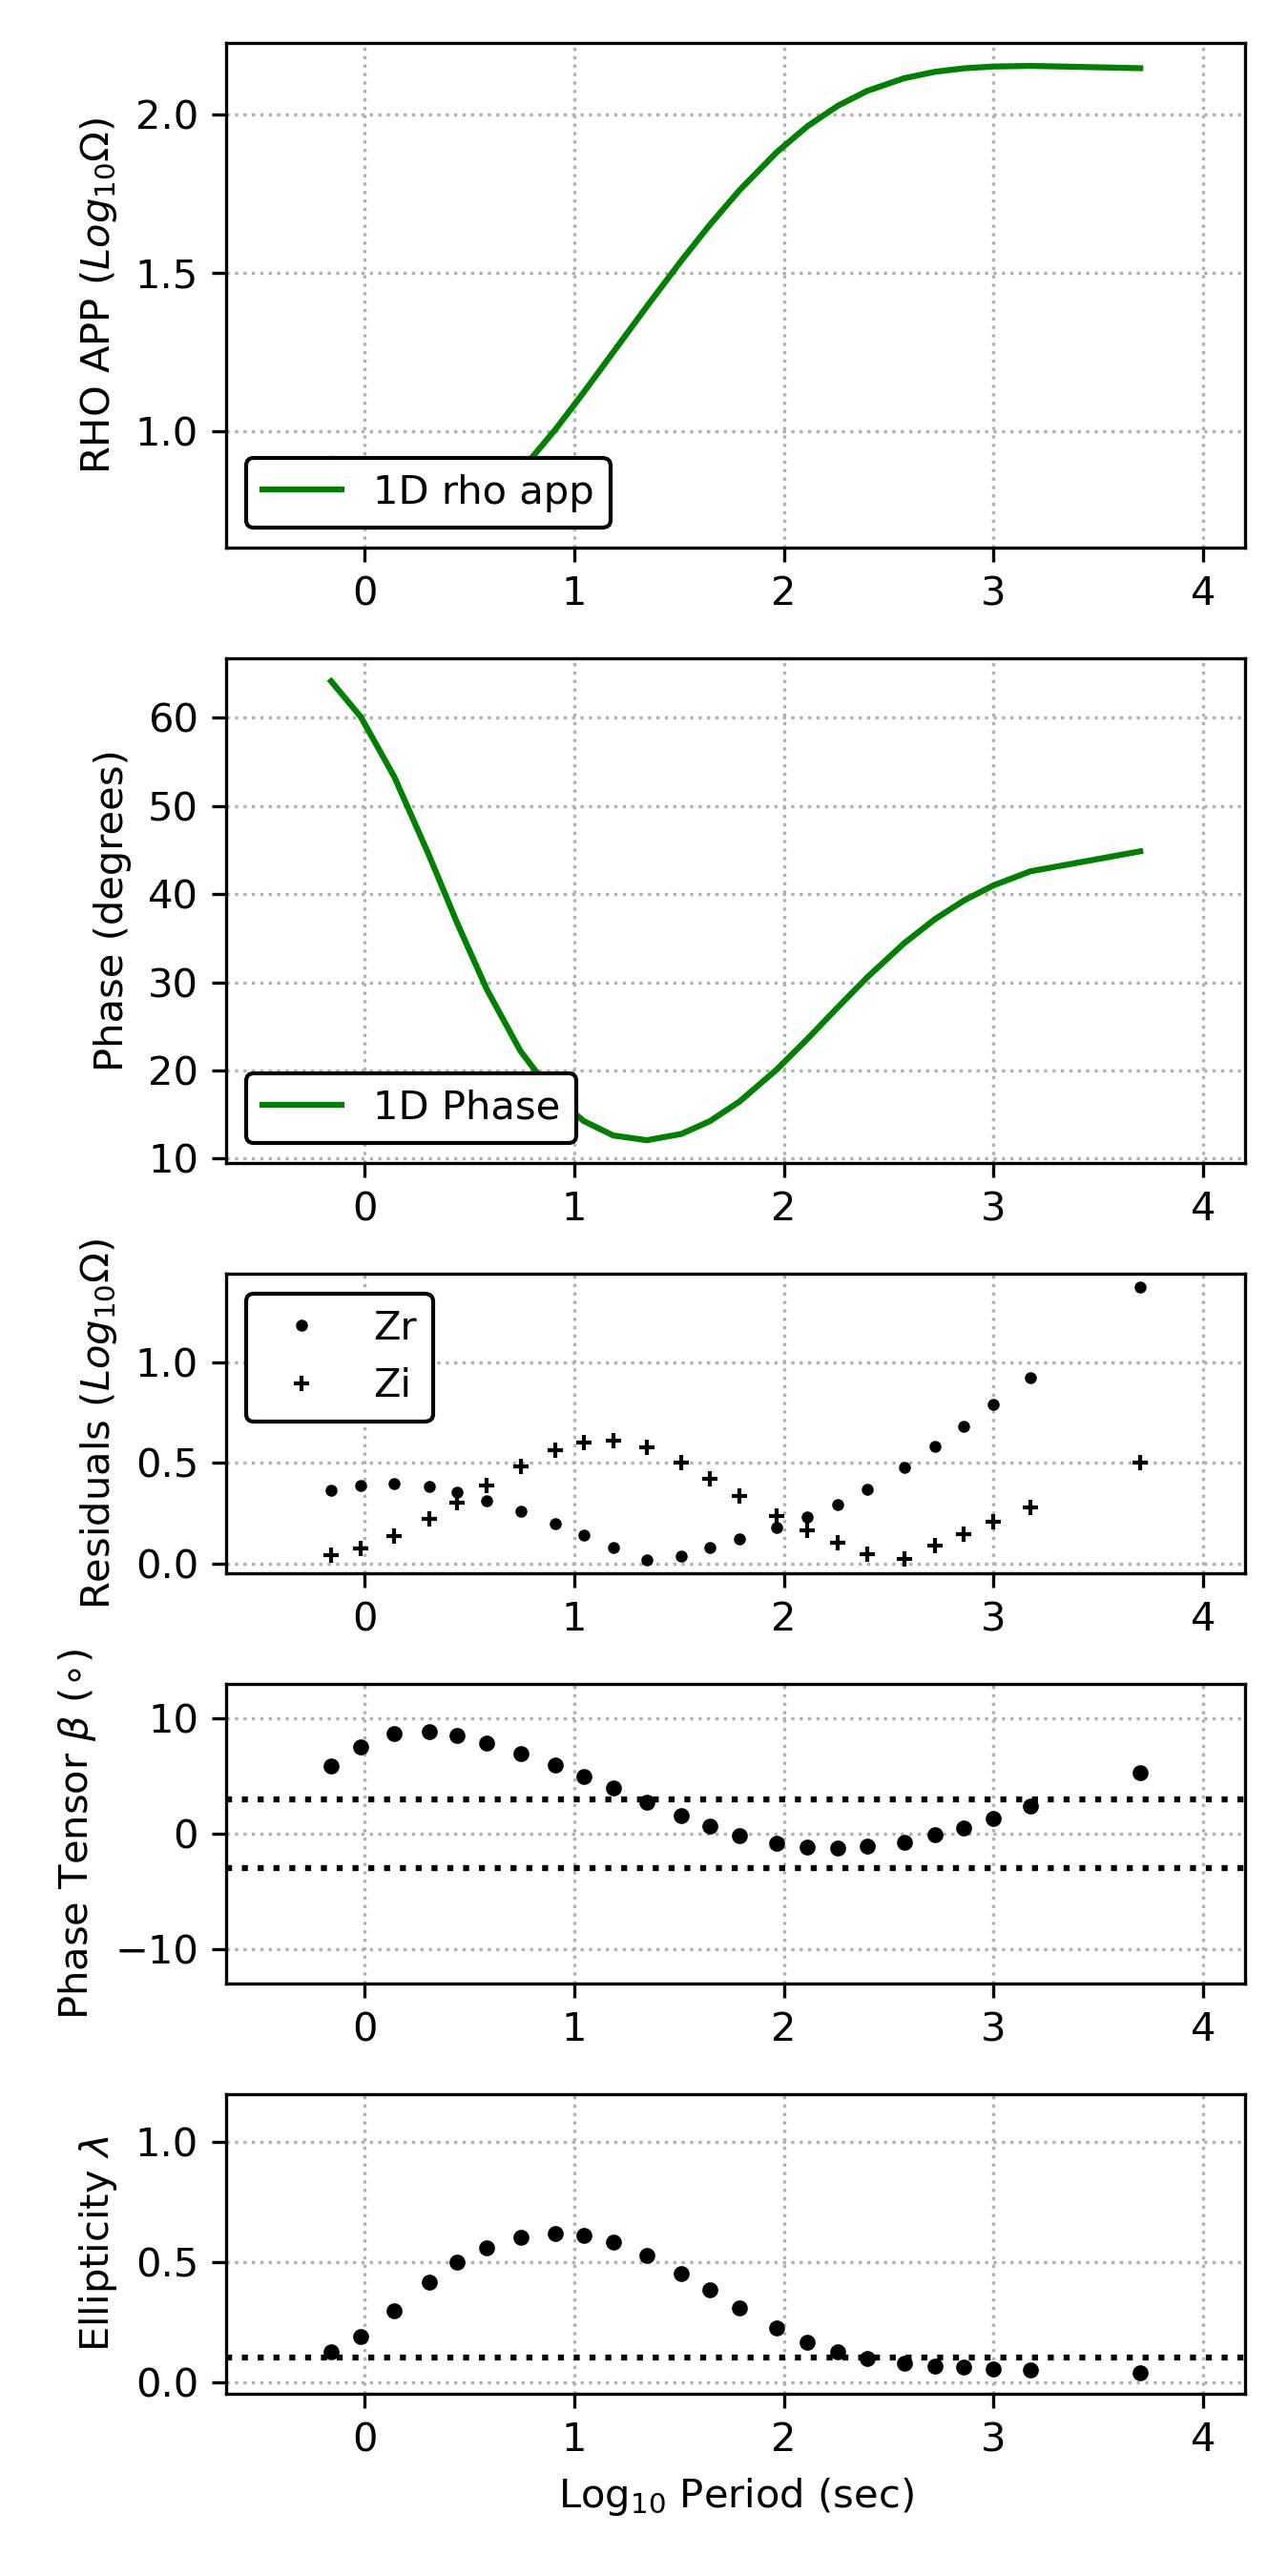 RHO APP (Log₁₀Ω)
2.0
1.5
1.0
1D rho app
0 1 2 3 4
Phase (degrees)
60
50
40
30
20
10
1D Phase
0 1 2 3 4
Residuals (Log₁₀Ω)
1.0
0.5
0.0
Zr
Zi
0 1 2 3 4
Phase Tensor β (∘)
10
0
−10
0 1 2 3 4
Ellipticity λ
1.0
0.5
0.0
0 1 2 3 4
Log₁₀ Period (sec)